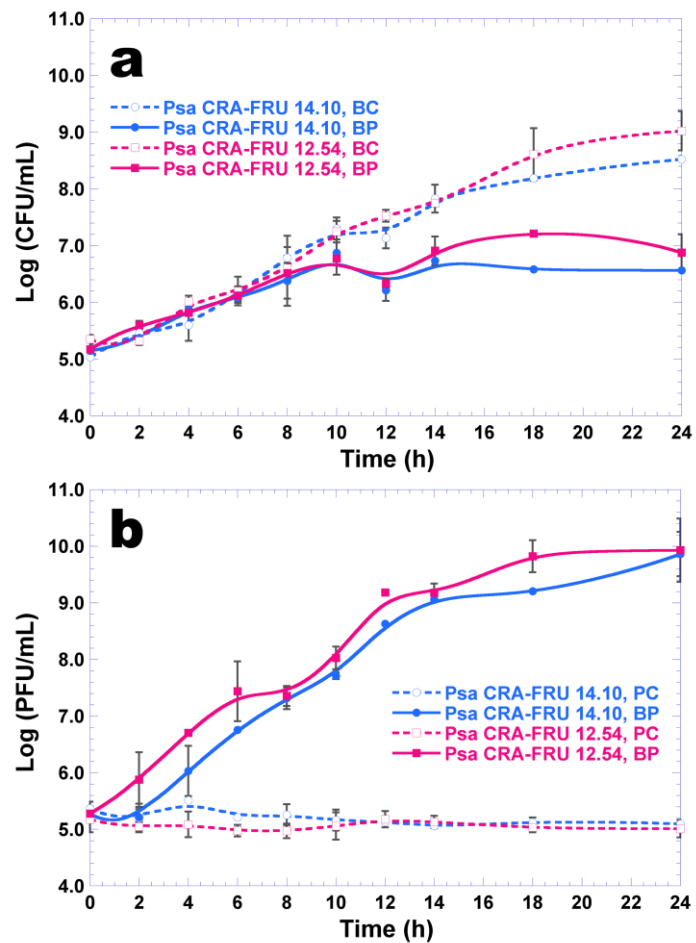 a
11.0
10.0
9.0
8.0
7.0
6.0
5.0
4.0
Log (CFU/mL)
Psa CRA-FRU 14.10, BC
Psa CRA-FRU 14.10, BP
Psa CRA-FRU 12.54, BC
Psa CRA-FRU 12.54, BP
0 2 4 6 8 10 12 14 16 18 20 22 24
Time (h)
b
11.0
10.0
9.0
8.0
7.0
6.0
5.0
4.0
Log (PFU/mL)
Psa CRA-FRU 14.10, PC
Psa CRA-FRU 14.10, BP
Psa CRA-FRU 12.54, PC
Psa CRA-FRU 12.54, BP
0 2 4 6 8 10 12 14 16 18 20 22 24
Time (h)